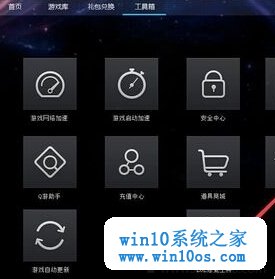 首页 游戏库 礼包兑换 工具箱
游戏网络加速 游戏启动加速 安全中心
Q游助手 充值中心 道具商城
游戏自动更新
win10系统之家
www.win10os.com